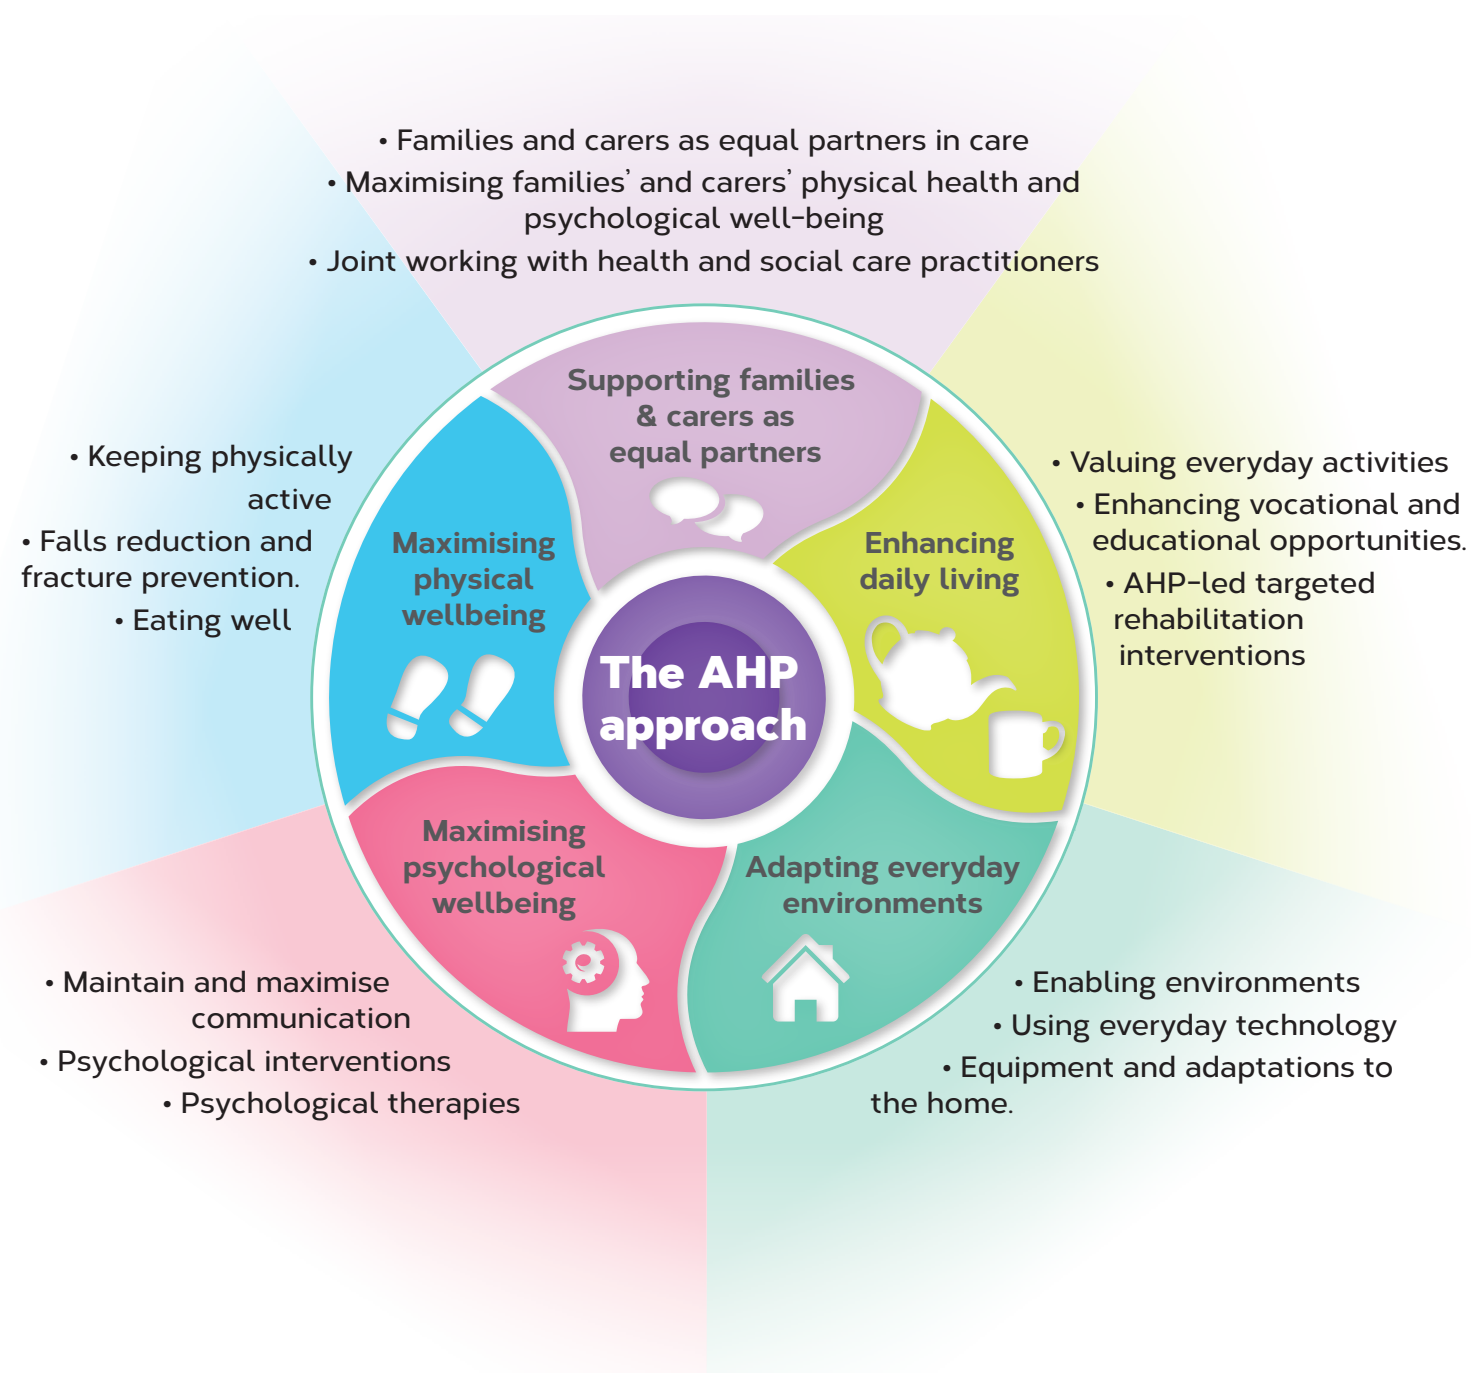 • Families and carers as equal partners in care
• Maximising families’ and carers’ physical health and
psychological well-being
• Joint working with health and social care practitioners
Supporting families
& carers as
equal partners
• Keeping physically
active
• Falls reduction and
fracture prevention.
• Eating well
Maximising
physical
wellbeing
Enhancing
daily living
• Valuing everyday activities
• Enhancing vocational and
educational opportunities.
• AHP-led targeted
rehabilitation
interventions
The AHP
approach
Maximising
psychological
wellbeing
Adapting everyday
environments
• Maintain and maximise
communication
• Psychological interventions
• Psychological therapies
• Enabling environments
• Using everyday technology
• Equipment and adaptations to
the home.